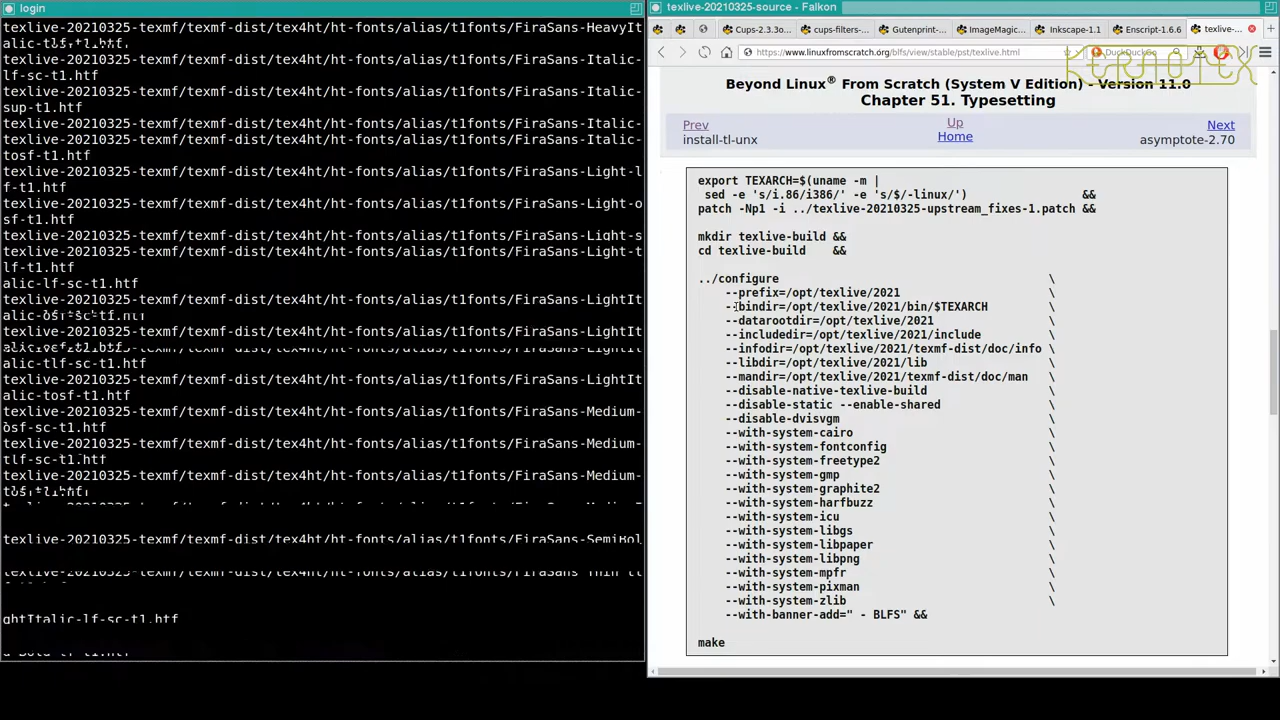 login
texlive-20210325/texmf-dist/tex4ht/ht-fonts/alias/t1fonts/FiraSans-HeavyIt
alic-tosf-t1.htf
texlive-20210325/texmf-dist/tex4ht/ht-fonts/alias/t1fonts/FiraSans-Italic-
lf-sc-t1.htf
texlive-20210325/texmf-dist/tex4ht/ht-fonts/alias/t1fonts/FiraSans-Italic-
sup-t1.htf
texlive-20210325/texmf-dist/tex4ht/ht-fonts/alias/t1fonts/FiraSans-Italic-
texlive-20210325/texmf-dist/tex4ht/ht-fonts/alias/t1fonts/FiraSans-Italic-
tosf-t1.htf
texlive-20210325/texmf-dist/tex4ht/ht-fonts/alias/t1fonts/FiraSans-Light-l
f-t1.htf
texlive-20210325/texmf-dist/tex4ht/ht-fonts/alias/t1fonts/FiraSans-Light-o
sf-t1.htf
texlive-20210325/texmf-dist/tex4ht/ht-fonts/alias/t1fonts/FiraSans-Light-s
texlive-20210325/texmf-dist/tex4ht/ht-fonts/alias/t1fonts/FiraSans-Light-t
lf-t1.htf
alic-lf-sc-t1.htf
texlive-20210325/texmf-dist/tex4ht/ht-fonts/alias/t1fonts/FiraSans-LightIt
texlive-20210325/texmf-dist/tex4ht/ht-fonts/alias/t1fonts/FiraSans-LightIt
alic-tlf-sc-t1.htf
texlive-20210325/texmf-dist/tex4ht/ht-fonts/alias/t1fonts/FiraSans-LightIt
alic-tosf-t1.htf
texlive-20210325/texmf-dist/tex4ht/ht-fonts/alias/t1fonts/FiraSans-Medium-
osf-sc-t1.htf
texlive-20210325/texmf-dist/tex4ht/ht-fonts/alias/t1fonts/FiraSans-Medium-
tlf-sc-t1.htf
texlive-20210325/texmf-dist/tex4ht/ht-fonts/alias/t1fonts/FiraSans-Medium-
texlive-20210325/texmf-dist/tex4ht/ht-fonts/alias/t1fonts/FiraSans-SemiBol
ghtItalic-lf-sc-t1.htf
texlive-20210325-source - Falkon
Cups-2.3.3o... cups-filters-... Gutenprint-... ImageMagic... Inkscape-1.1 Enscript-1.6.6 texlive-...
https://www.linuxfromscratch.org/blfs/view/stable/pst/texlive.html DuckDuckGo
KERNOTEX
Beyond Linux® From Scratch (System V Edition) - Version 11.0
Chapter 51. Typesetting
Prev Up Next
install-tl-unx Home asymptote-2.70
export TEXARCH=$(uname -m |
sed -e 's/i.86/i386/' -e 's/$/-linux/') &&
patch -Np1 -i ../texlive-20210325-upstream_fixes-1.patch &&
mkdir texlive-build &&
cd texlive-build &&
../configure \
--prefix=/opt/texlive/2021 \
--bindir=/opt/texlive/2021/bin/$TEXARCH \
--datarootdir=/opt/texlive/2021 \
--includedir=/opt/texlive/2021/include \
--infodir=/opt/texlive/2021/texmf-dist/doc/info \
--libdir=/opt/texlive/2021/lib \
--mandir=/opt/texlive/2021/texmf-dist/doc/man \
--disable-native-texlive-build \
--disable-static --enable-shared \
--disable-dvisvgm \
--with-system-cairo \
--with-system-fontconfig \
--with-system-freetype2 \
--with-system-gmp \
--with-system-graphite2 \
--with-system-harfbuzz \
--with-system-icu \
--with-system-libgs \
--with-system-libpaper \
--with-system-libpng \
--with-system-mpfr \
--with-system-pixman \
--with-system-zlib \
--with-banner-add=" - BLFS" &&
make